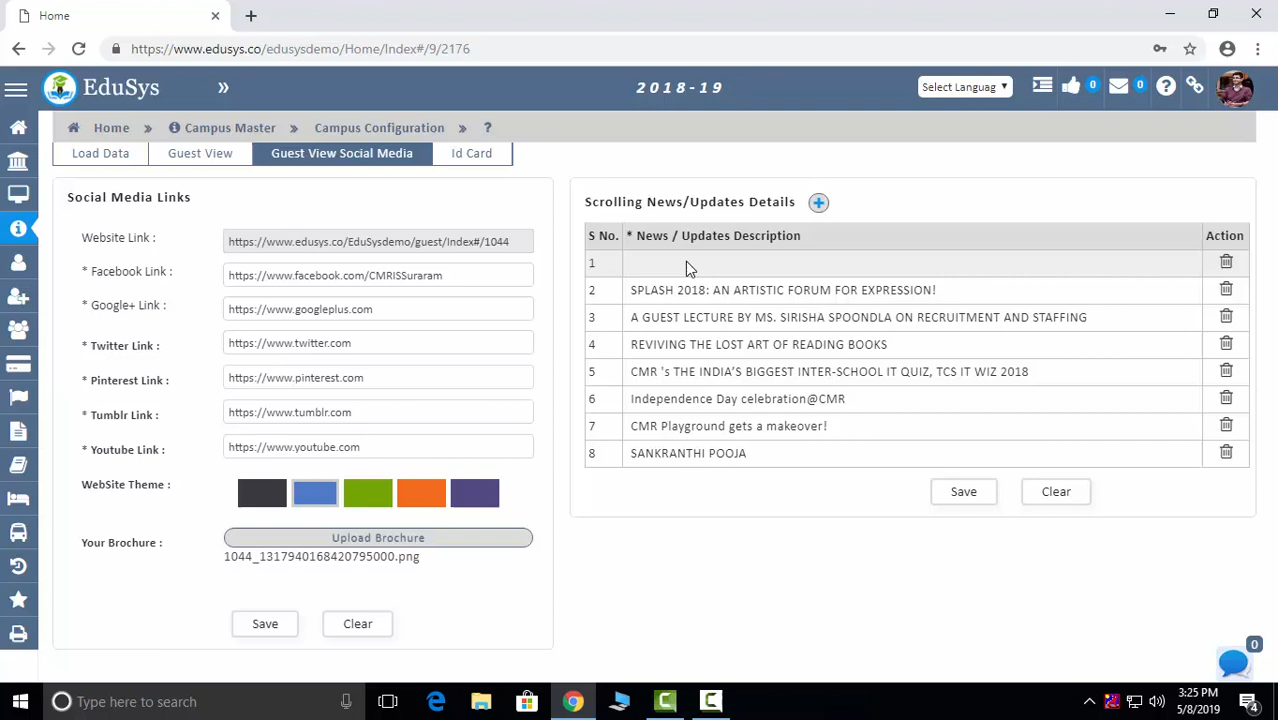 Home
https://www.edusys.co/edusysdemo/Home/Index#/9/2176
EduSys » 2018-19 Select Languag 0 0
Home » Campus Master » Campus Configuration » ?
Load Data Guest View Guest View Social Media Id Card
Social Media Links
Website Link : https://www.edusys.co/EduSysdemo/guest/Index#/1044
* Facebook Link : https://www.facebook.com/CMRISSuraram
* Google+ Link : https://www.googleplus.com
* Twitter Link : https://www.twitter.com
* Pinterest Link : https://www.pinterest.com
* Tumblr Link : https://www.tumblr.com
* Youtube Link : https://www.youtube.com
WebSite Theme :
Your Brochure : Upload Brochure
1044_1317940168420795000.png
Save Clear
Scrolling News/Updates Details
S No. * News / Updates Description Action
1
2 SPLASH 2018: AN ARTISTIC FORUM FOR EXPRESSION!
3 A GUEST LECTURE BY MS. SIRISHA SPOONDLA ON RECRUITMENT AND STAFFING
4 REVIVING THE LOST ART OF READING BOOKS
5 CMR 's THE INDIA'S BIGGEST INTER-SCHOOL IT QUIZ, TCS IT WIZ 2018
6 Independence Day celebration@CMR
7 CMR Playground gets a makeover!
8 SANKRANTHI POOJA
Save Clear
0
Type here to search
3:25 PM
5/8/2019
4